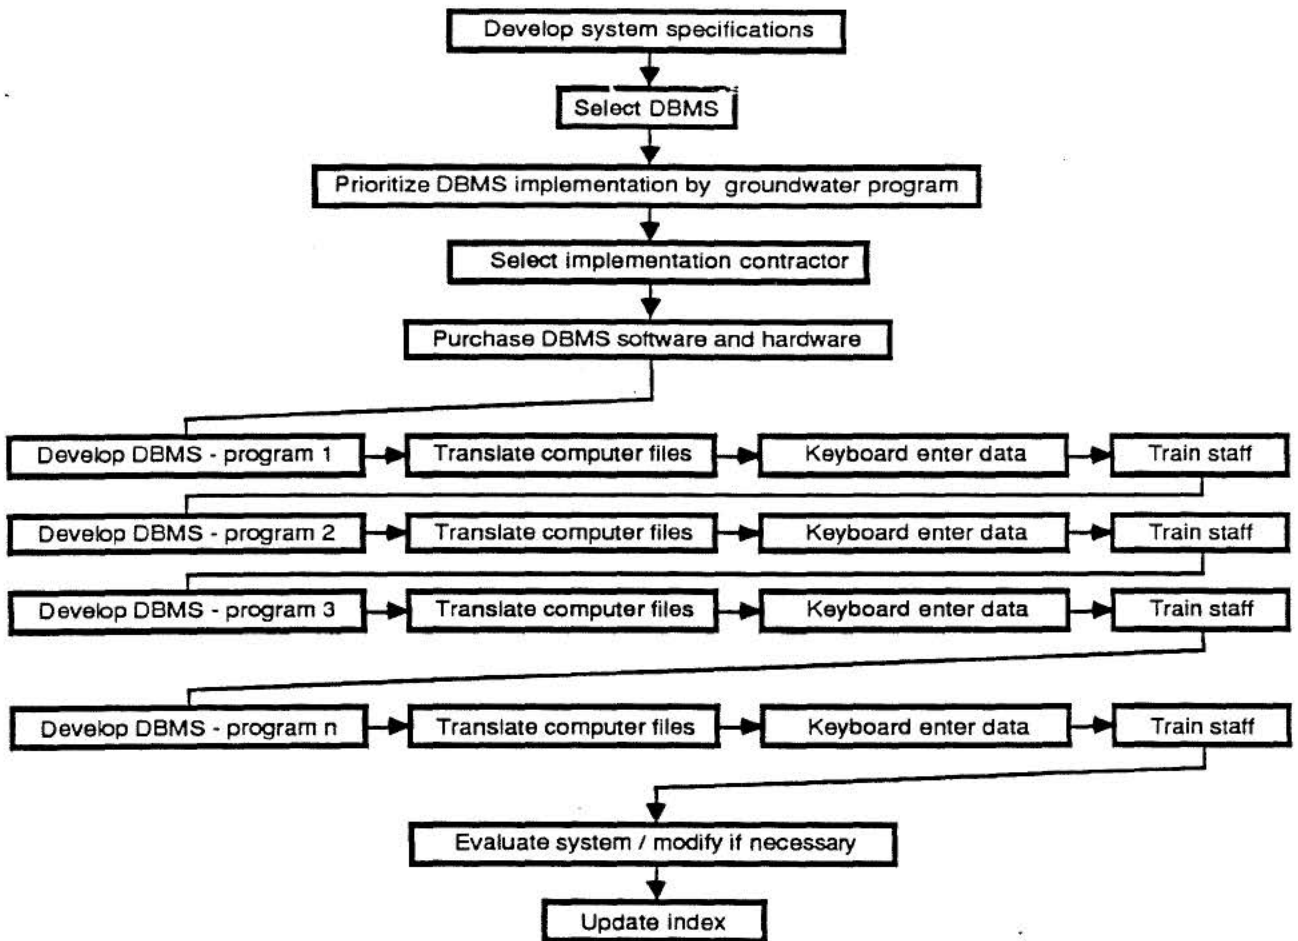 Develop system specifications
Select DBMS
Prioritize DBMS implementation by groundwater program
Select implementation contractor
Purchase DBMS software and hardware
Develop DBMS - program 1
Translate computer files
Keyboard enter data
Train staff
Develop DBMS - program 2
Translate computer files
Keyboard enter data
Train staff
Develop DBMS - program 3
Translate computer files
Keyboard enter data
Train staff
Develop DBMS - program n
Translate computer files
Keyboard enter data
Train staff
Evaluate system / modify if necessary
Update index